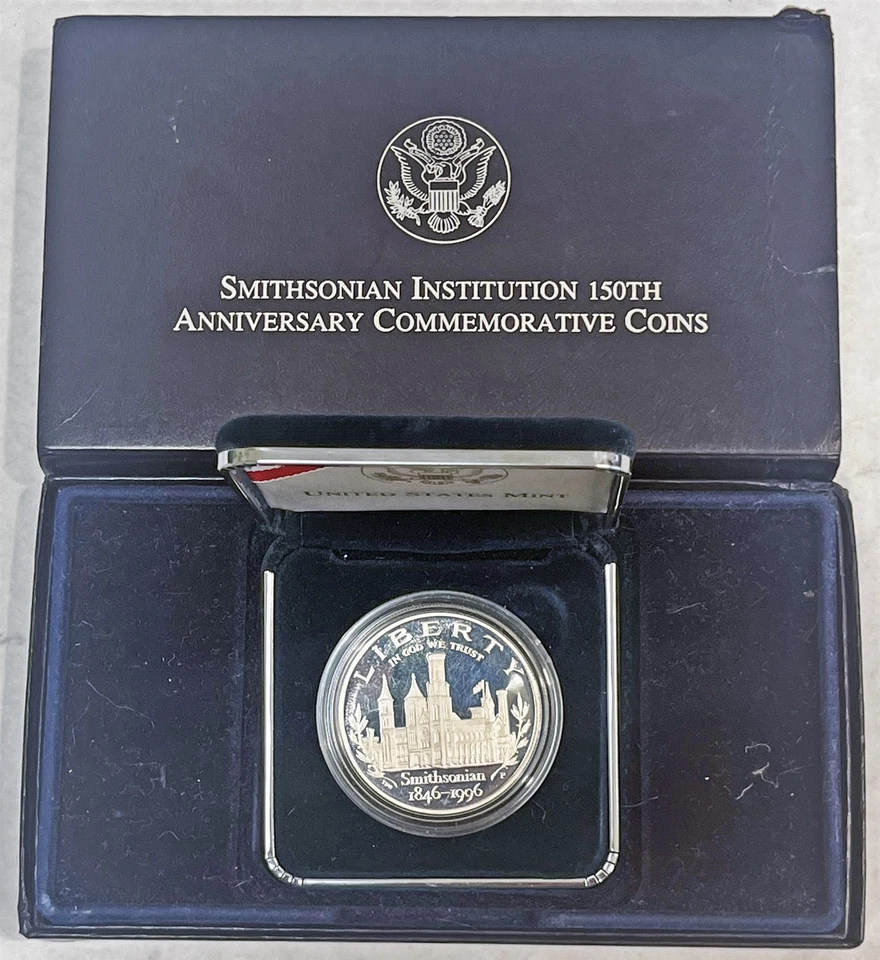 SMITHSONIAN INSTITUTION 150TH
ANNIVERSARY COMMEMORATIVE COINS
UNITED STATES MINT
LIBERTY
IN GOD WE TRUST
Smithsonian
P
1846-1996